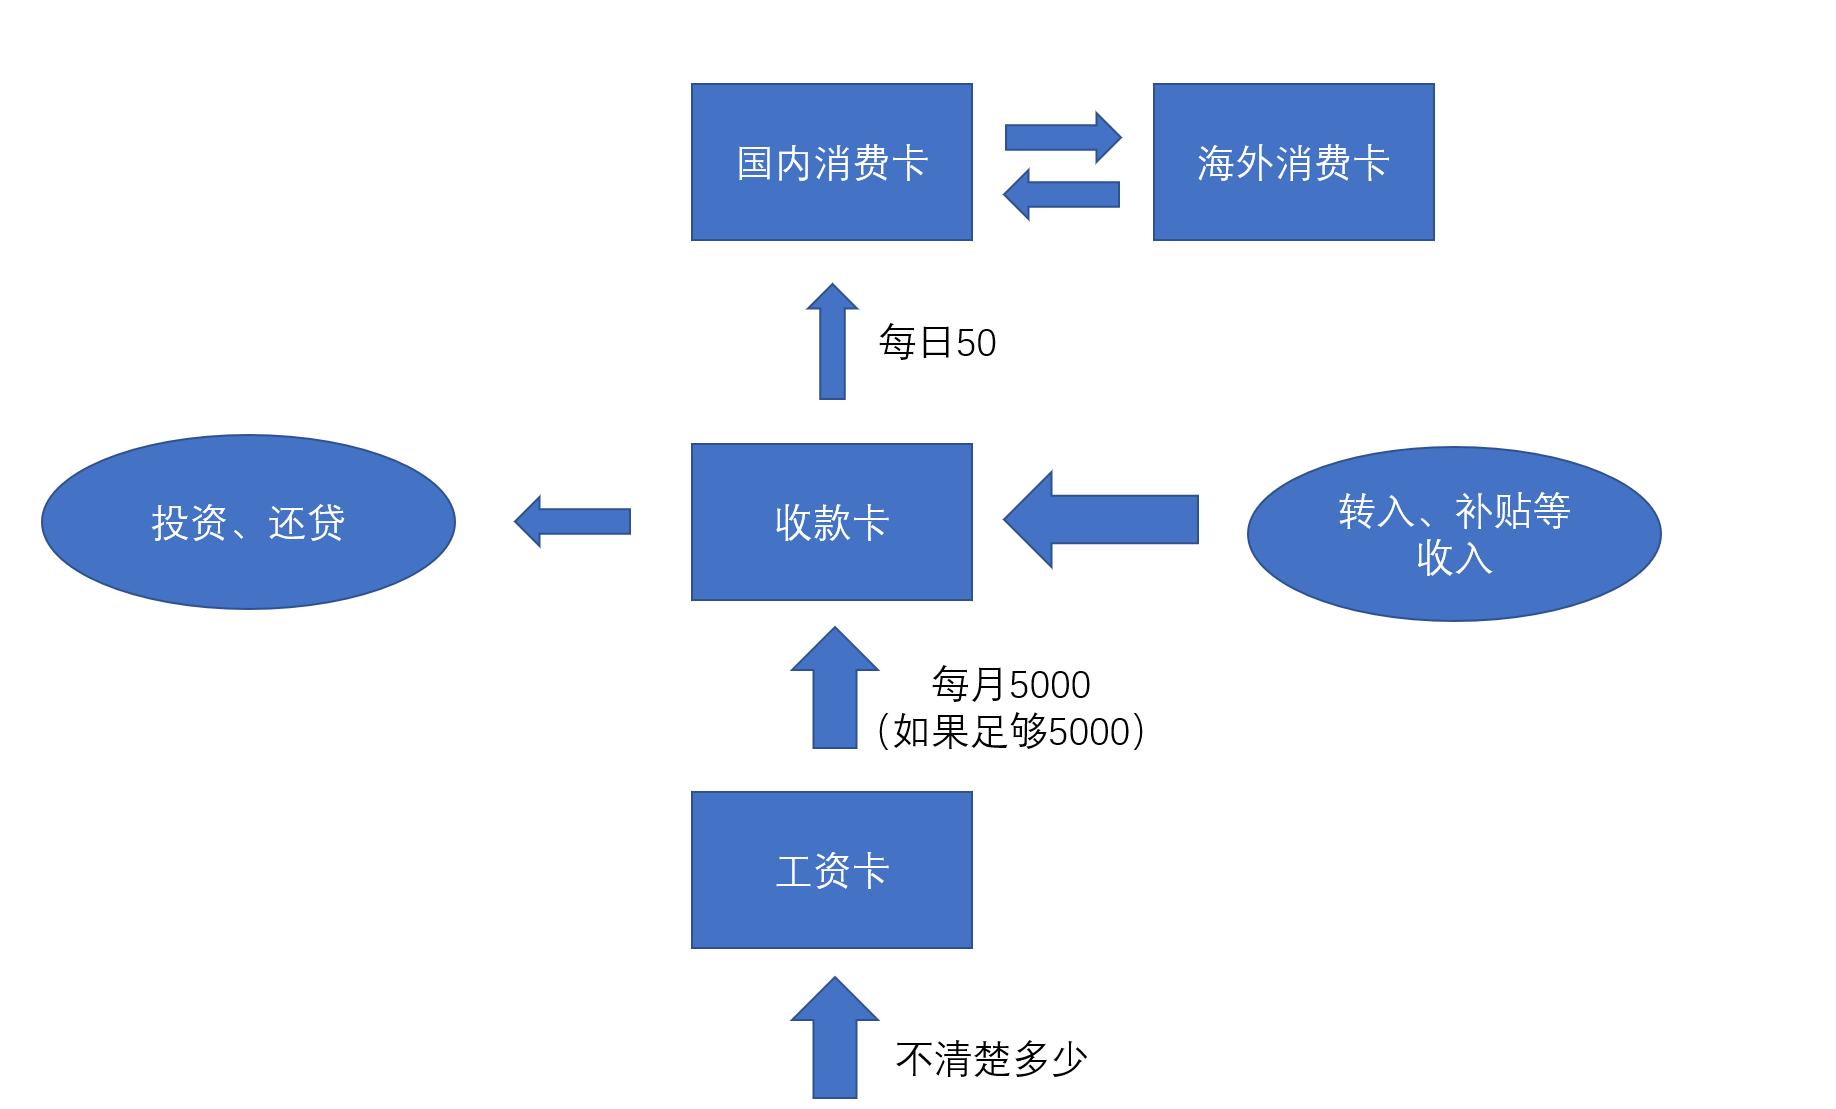 国内消费卡
海外消费卡
每日50
投资、还贷
收款卡
转入、补贴等
收入
每月5000
（如果足够5000）
工资卡
不清楚多少